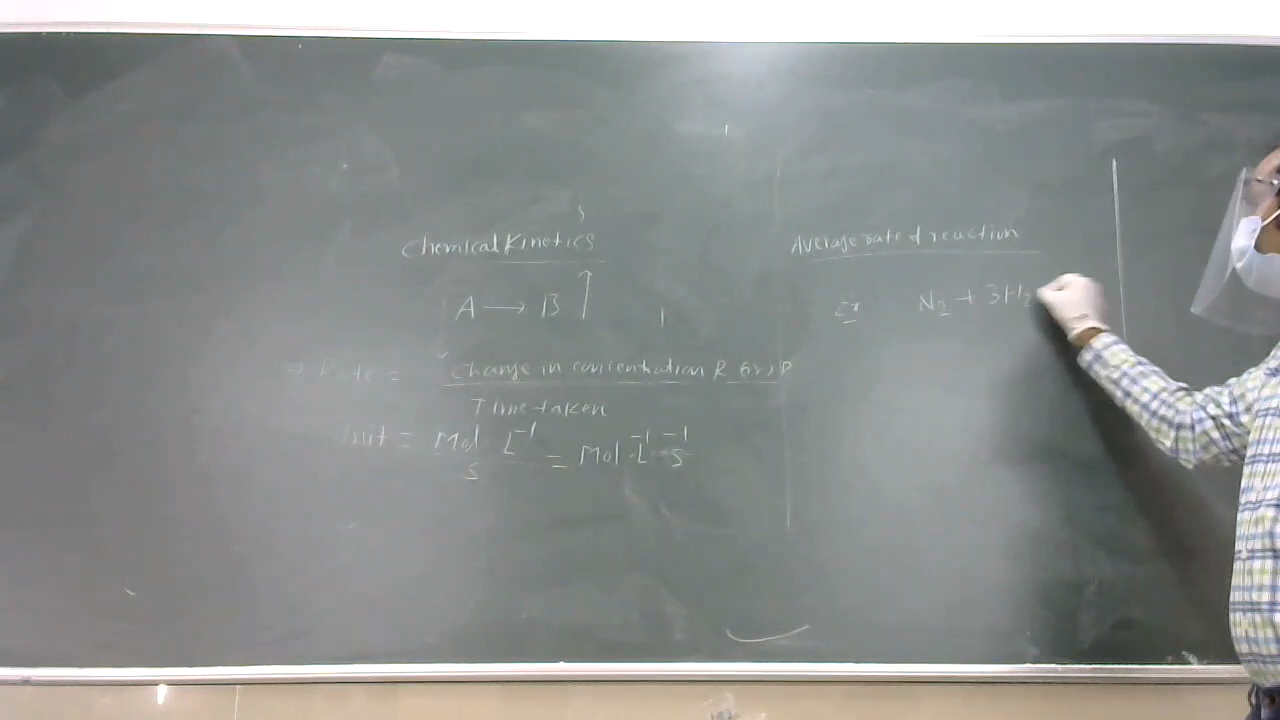 Chemical Kinetics
A → B ↑
→ Rate = Change in concentration R (or) P
Time taken
Unit = Mol L⁻¹ / s = Mol·L⁻¹ s⁻¹
Average rate of reaction
Ex N₂ + 3H₂